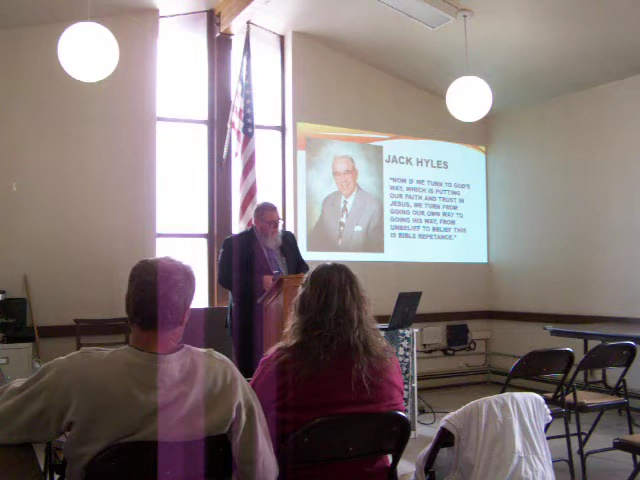 JACK HYLES
"NOW IF WE TURN TO GOD'S
WAY, WHICH IS PUTTING
OUR FAITH AND TRUST IN
JESUS, WE TURN FROM
GOING OUR OWN WAY TO
GOING HIS WAY, FROM
UNBELIEF TO BELIEF THIS
IS BIBLE REPETANCE."